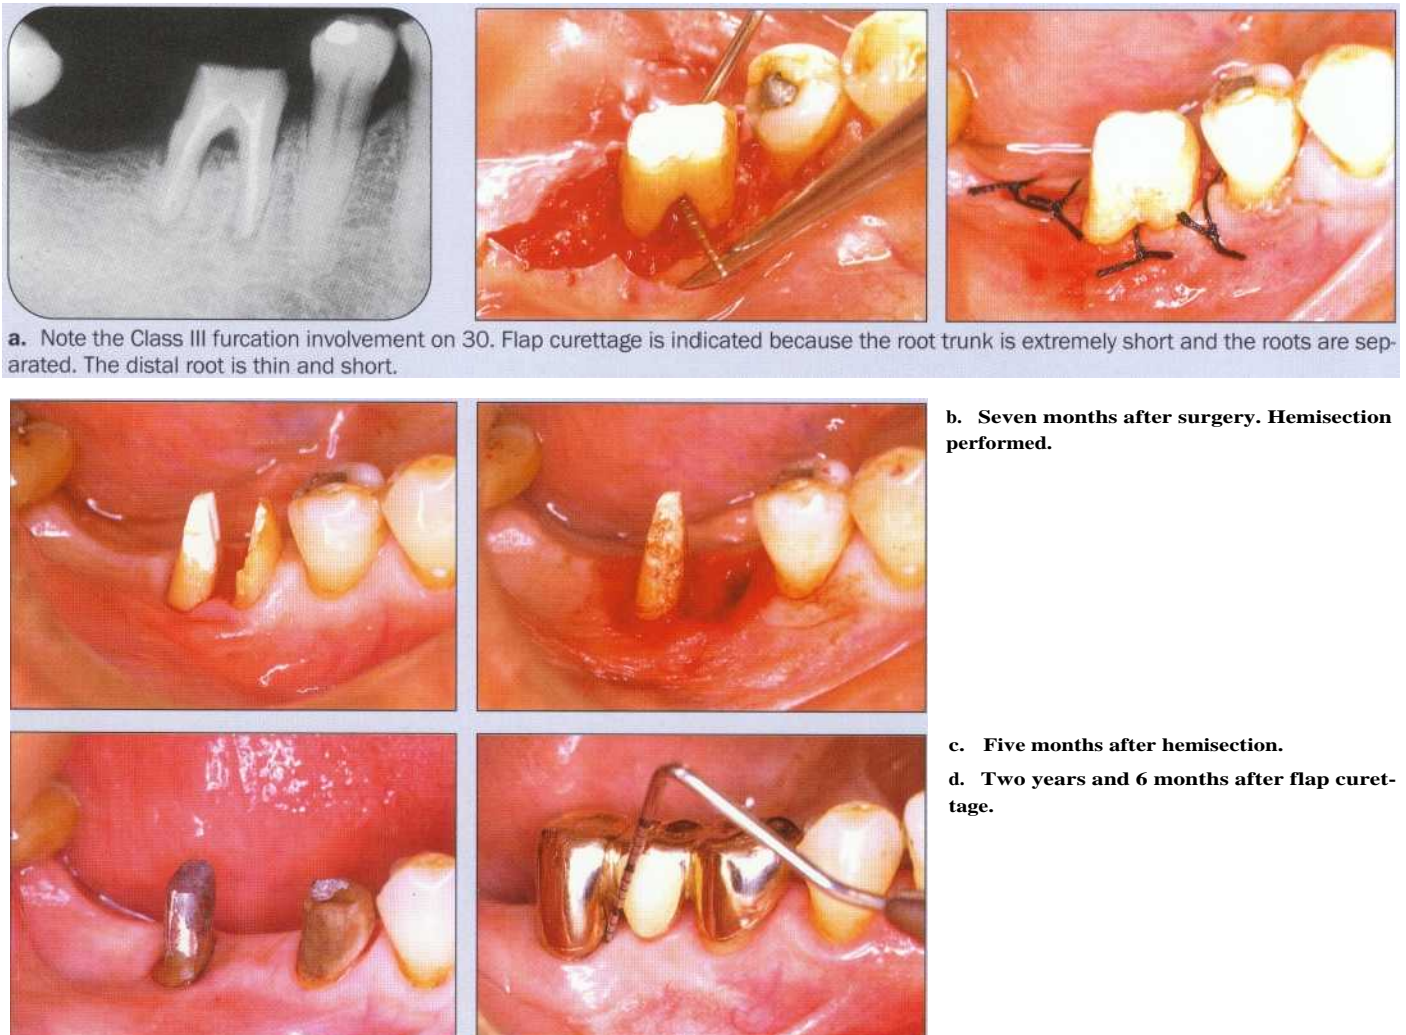 a. Note the Class III furcation involvement on 30. Flap curettage is indicated because the root trunk is extremely short and the roots are sep-
arated. The distal root is thin and short.
b. Seven months after surgery. Hemisection
performed.
c. Five months after hemisection.
d. Two years and 6 months after flap curet-
tage.